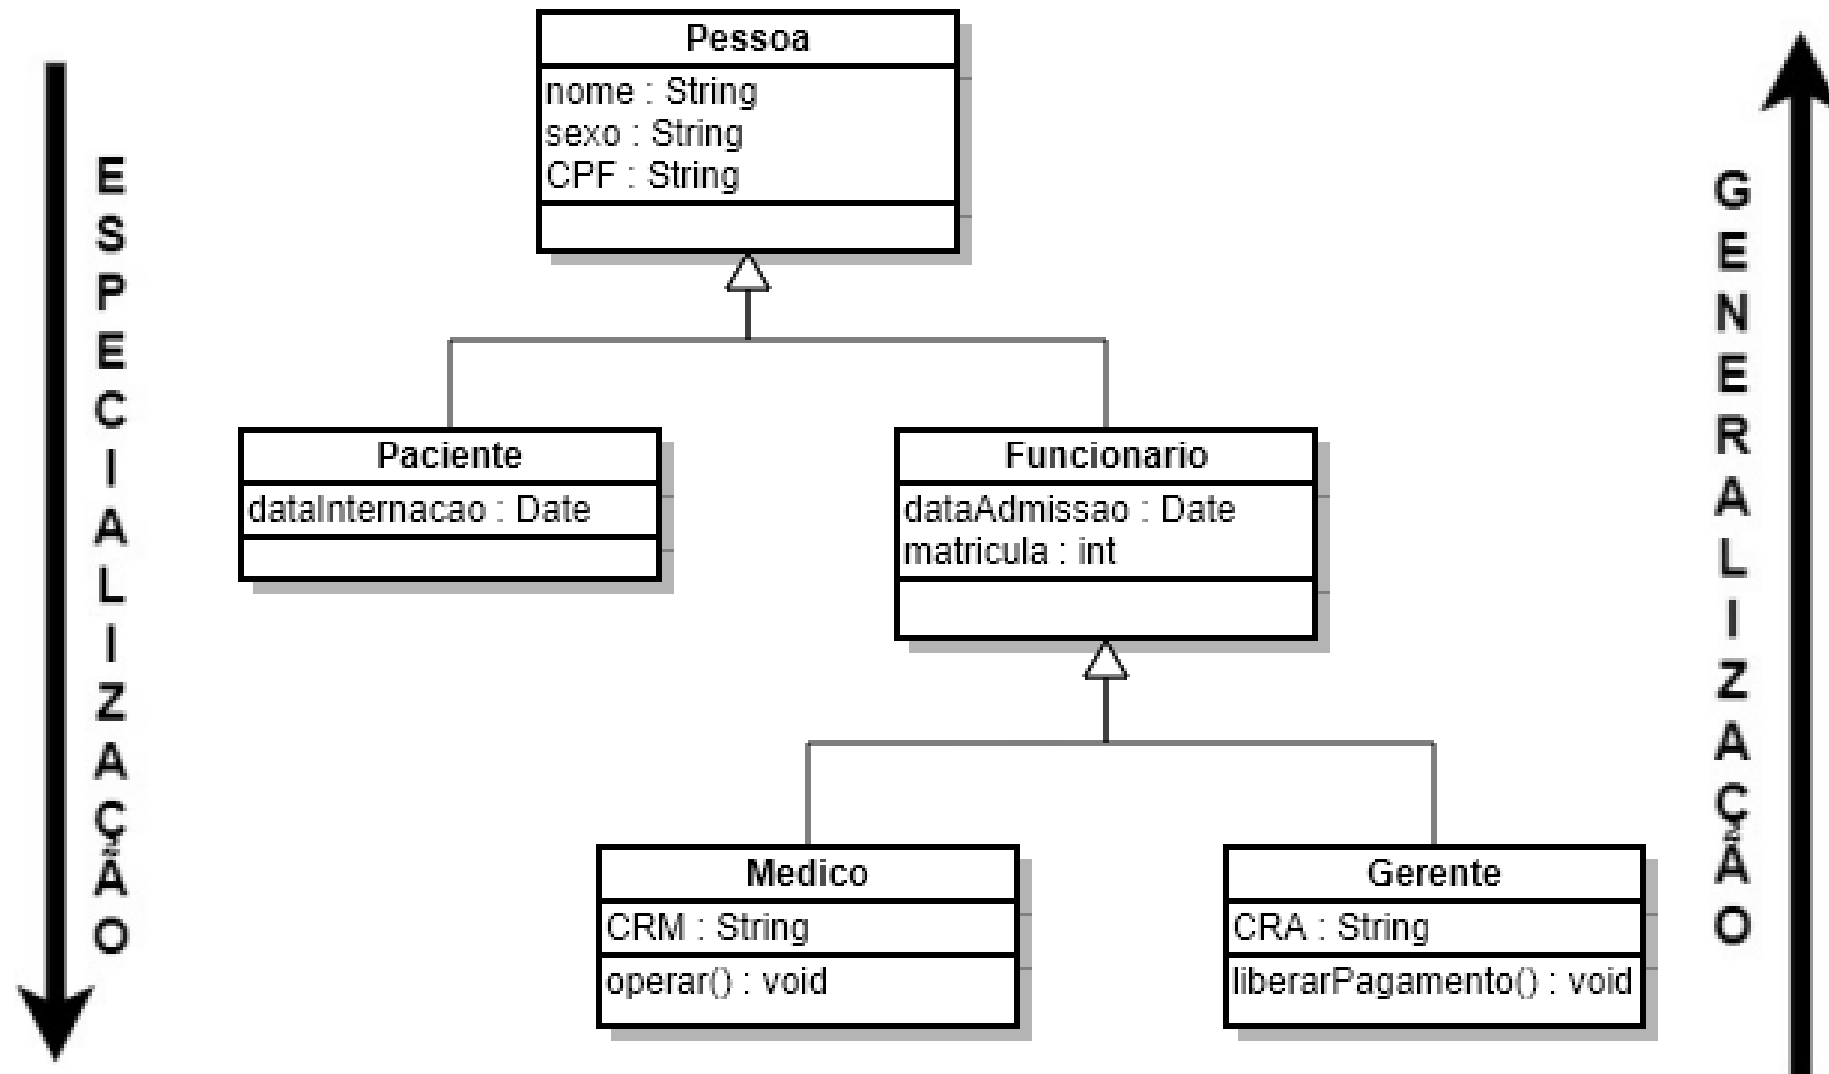 Pessoa
nome : String
sexo : String
CPF : String
ESPECIALIZAÇÃO
GENERALIZAÇÃO
Paciente
dataInternacao : Date
Funcionario
dataAdmissao : Date
matricula : int
Medico
CRM : String
operar() : void
Gerente
CRA : String
liberarPagamento() : void